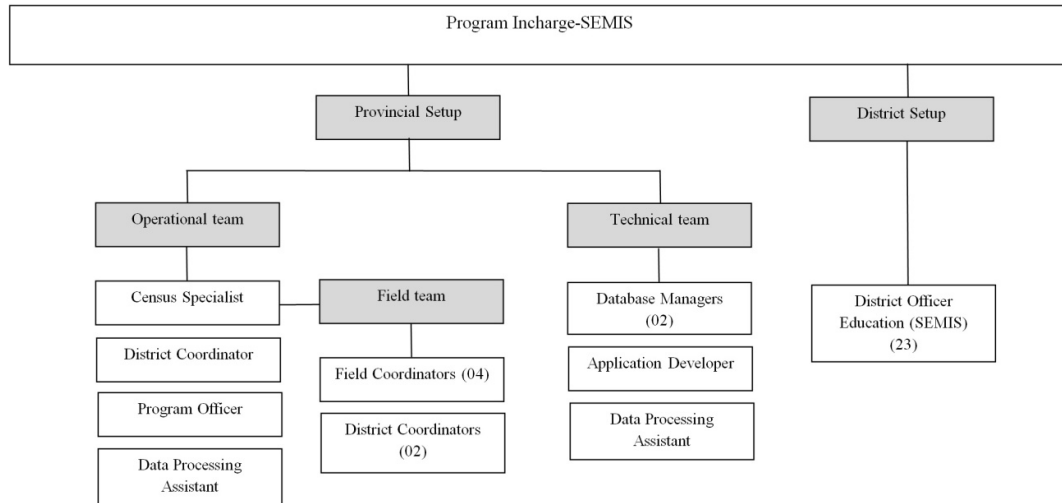 Program Incharge-SEMIS
Provincial Setup
District Setup
Operational team
Technical team
Census Specialist
Field team
Database Managers
(02)
District Officer
Education (SEMIS)
(23)
District Coordinator
Field Coordinators (04)
Application Developer
Program Officer
District Coordinators
(02)
Data Processing
Assistant
Data Processing
Assistant